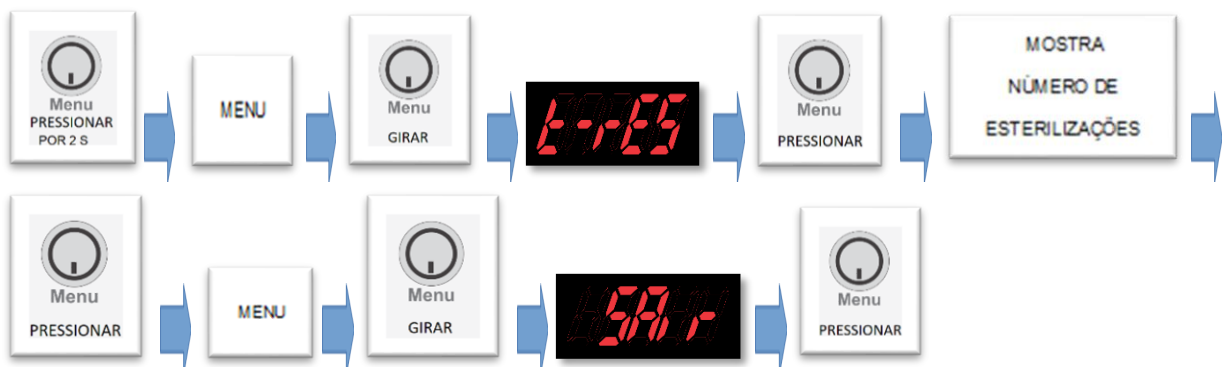 Menu
PRESSIONAR
POR 2 S
MENU
Menu
GIRAR
t-rES
Menu
PRESSIONAR
MOSTRA
NÚMERO DE
ESTERILIZAÇÕES
Menu
PRESSIONAR
MENU
Menu
GIRAR
SAir
Menu
PRESSIONAR